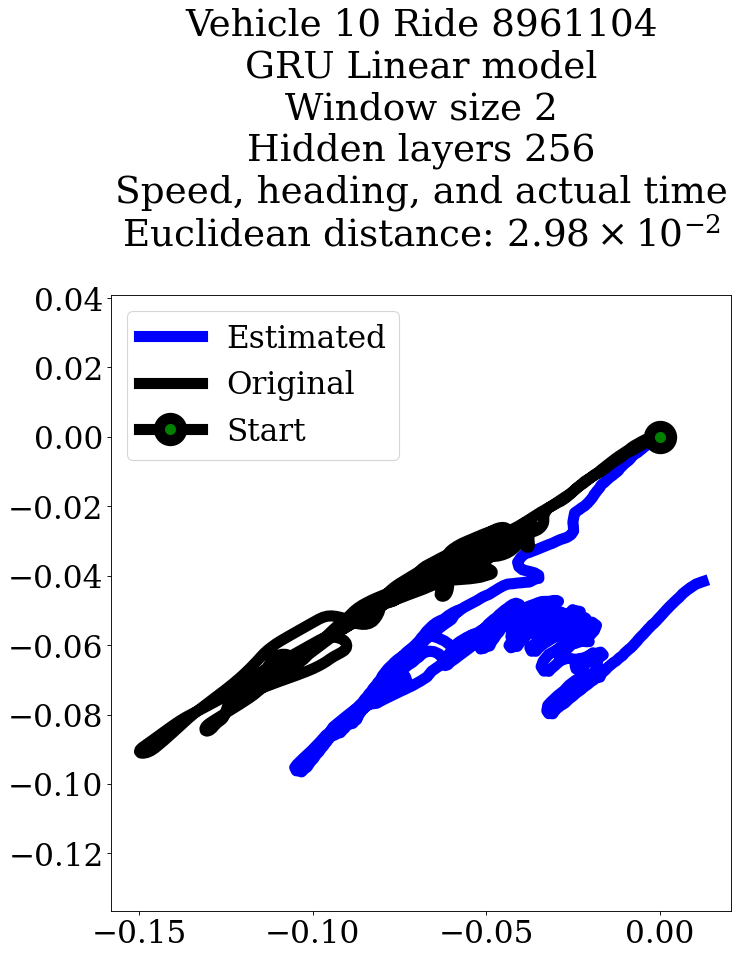 Vehicle 10 Ride 8961104
GRU Linear model
Window size 2
Hidden layers 256
Speed, heading, and actual time
Euclidean distance: 2.98 × 10⁻²
Estimated
Original
Start
0.04
0.02
0.00
−0.02
−0.04
−0.06
−0.08
−0.10
−0.12
−0.15
−0.10
−0.05
0.00